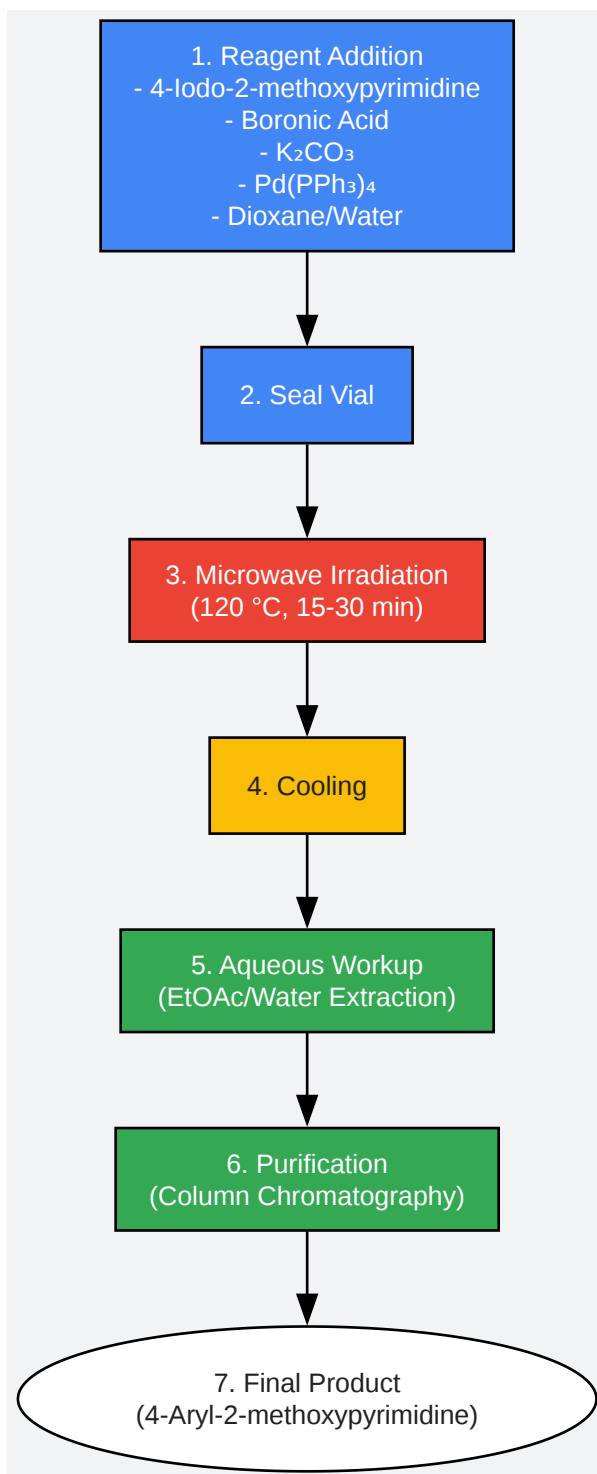 1. Reagent Addition
- 4-Iodo-2-methoxypyrimidine
- Boronic Acid
- K₂CO₃
- Pd(PPh₃)₄
- Dioxane/Water
2. Seal Vial
3. Microwave Irradiation
(120 °C, 15-30 min)
4. Cooling
5. Aqueous Workup
(EtOAc/Water Extraction)
6. Purification
(Column Chromatography)
7. Final Product
(4-Aryl-2-methoxypyrimidine)